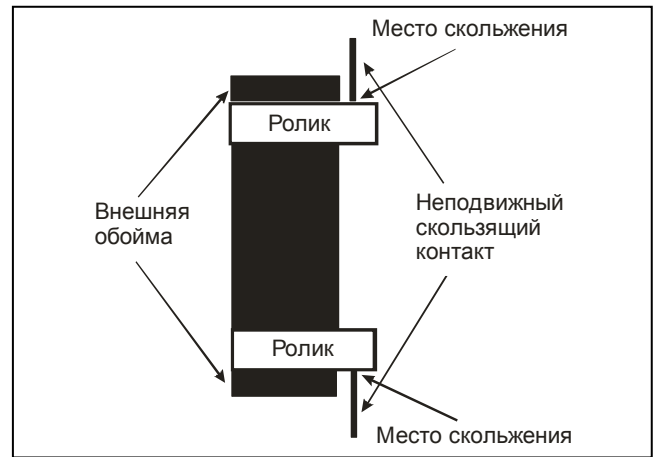 Место скольжения
Ролик
Внешняя
обойма
Неподвижный
скользящий
контакт
Ролик
Место скольжения